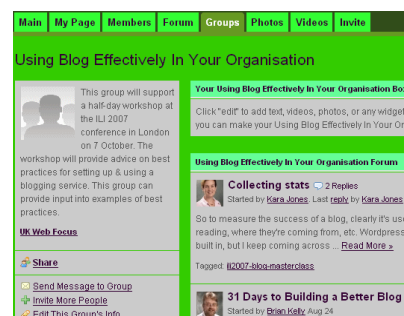 Main My Page Members Forum Groups Photos Videos Invite
Using Blog Effectively In Your Organisation
This group will support
a half-day workshop at
the ILI 2007
conference in London
on 7 October. The
workshop will provide advice on best
practices for setting up & using a
blogging service. This group can
provide input into examples of best
practices.
UK Web Focus
Share
Send Message to Group
Invite More People
Edit This Group's Info
Your Using Blog Effectively In Your Organisation Bo
Click "edit" to add text, videos, photos, or any widget
you can make your Using Blog Effectively In Your Or
Using Blog Effectively In Your Organisation Forum
Collecting stats 2 Replies
Started by Kara Jones. Last reply by Kara Jones
So to measure the success of a blog, clearly it's us
reading, where they're coming from, etc. Wordpress
built in, but I keep coming across ... Read More »
Tagged: ili2007-blog-masterclass
31 Days to Building a Better Blog
Started by Brian Kelly Aug 24